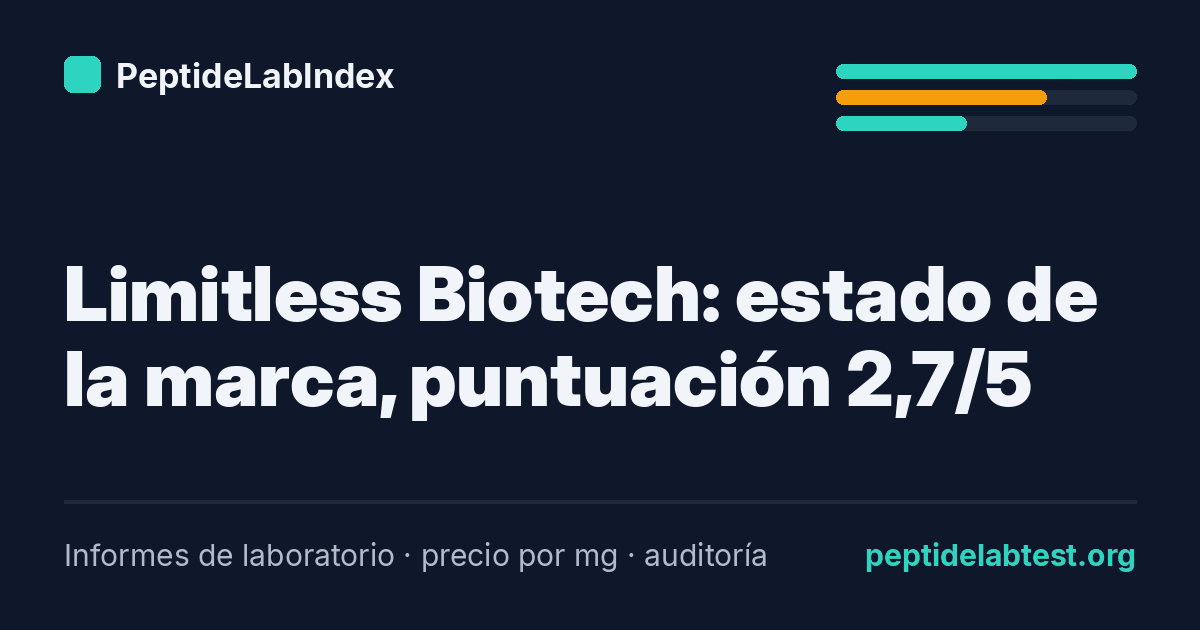 PeptideLabIndex
Limitless Biotech: estado de
la marca, puntuación 2,7/5
Informes de laboratorio · precio por mg · auditoría
peptidelabtest.org